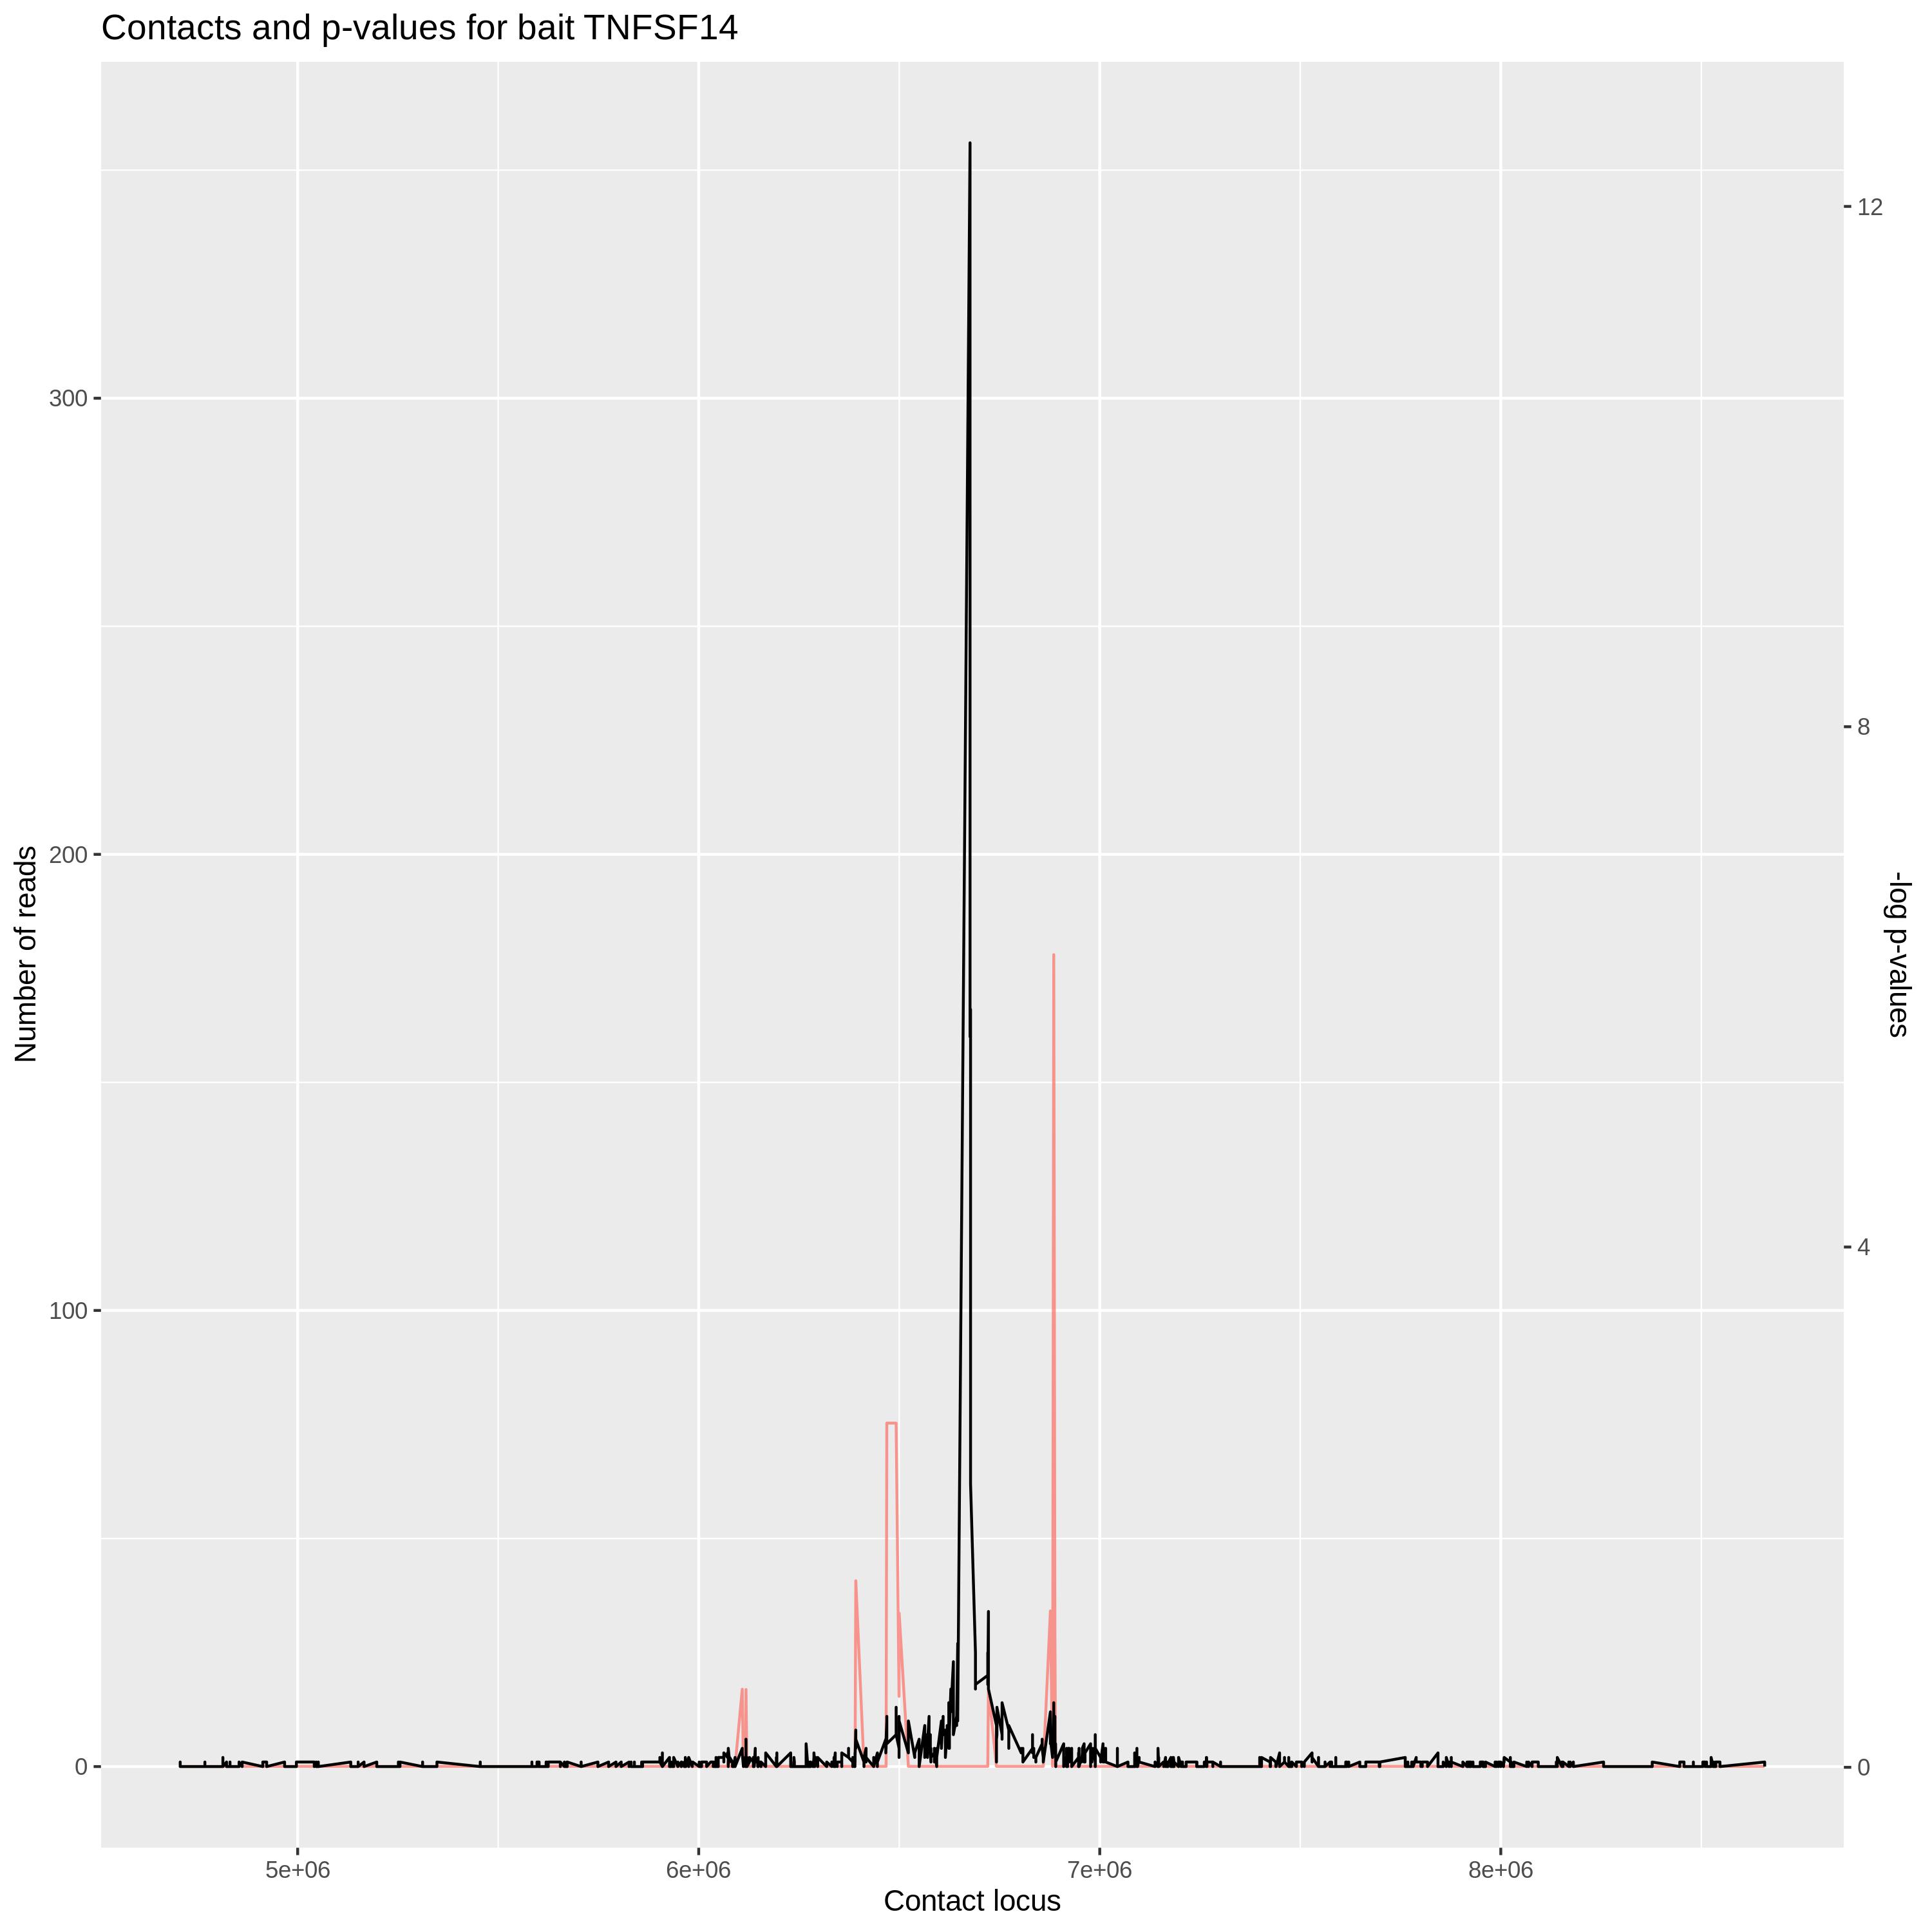 Contacts and p-values for bait TNFSF14
300
200
100
0
Number of reads
12
8
4
0
-log p-values
5e+06
6e+06
7e+06
8e+06
Contact locus